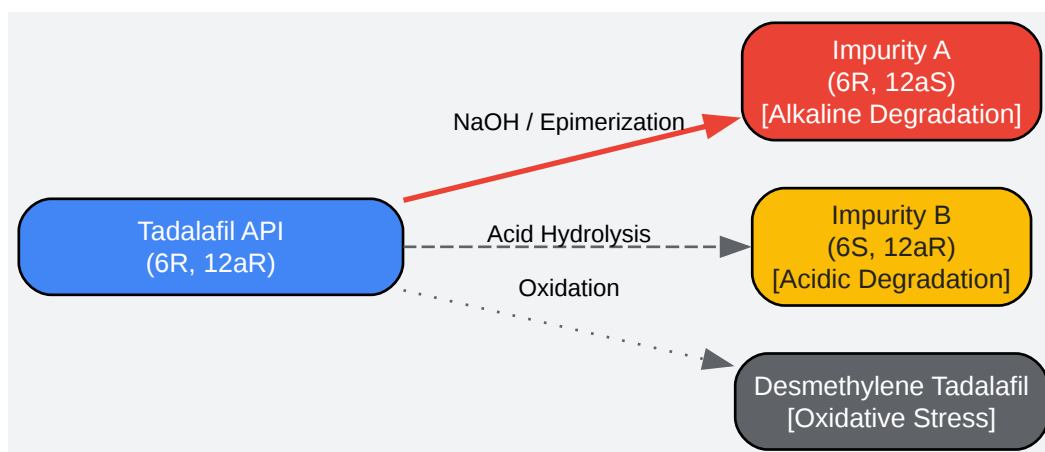 Impurity A
(6R, 12aS)
[Alkaline Degradation]
NaOH / Epimerization
Tadalafil API
(6R, 12aR)
Acid Hydrolysis
Impurity B
(6S, 12aR)
[Acidic Degradation]
Oxidation
Desmethylene Tadalafil
[Oxidative Stress]